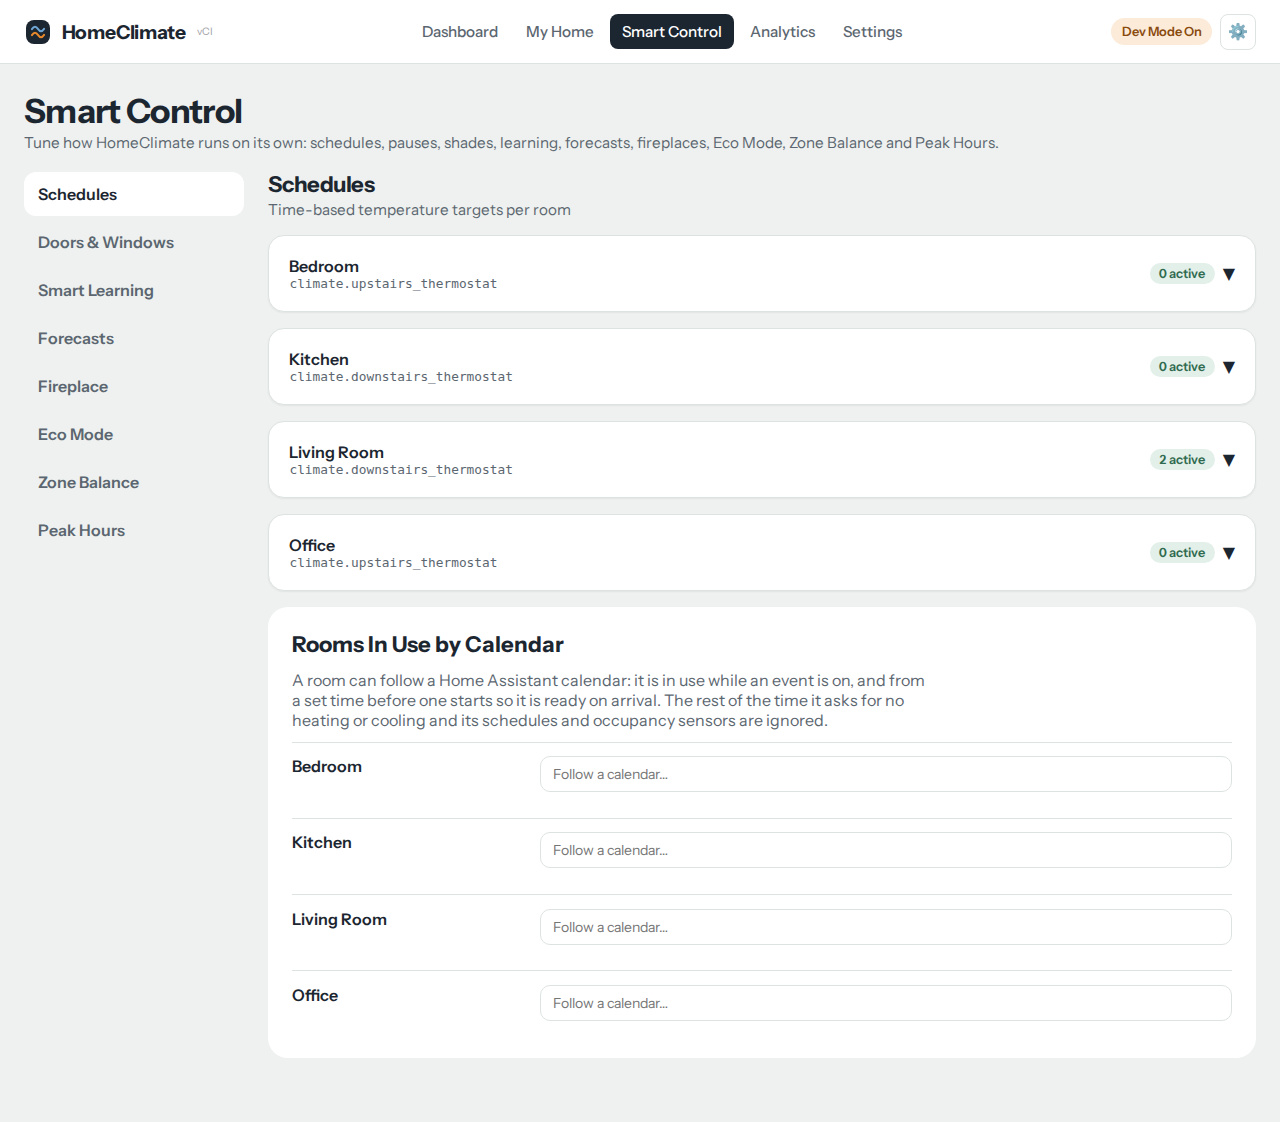 HomeClimate vCI
Dashboard
My Home
Smart Control
Analytics
Settings
Dev Mode On
Smart Control
Tune how HomeClimate runs on its own: schedules, pauses, shades, learning, forecasts, fireplaces, Eco Mode, Zone Balance and Peak Hours.
Schedules
Doors & Windows
Smart Learning
Forecasts
Fireplace
Eco Mode
Zone Balance
Peak Hours
Schedules
Time-based temperature targets per room
Bedroom
climate.upstairs_thermostat
0 active
Kitchen
climate.downstairs_thermostat
0 active
Living Room
climate.downstairs_thermostat
2 active
Office
climate.upstairs_thermostat
0 active
Rooms In Use by Calendar
A room can follow a Home Assistant calendar: it is in use while an event is on, and from
a set time before one starts so it is ready on arrival. The rest of the time it asks for no
heating or cooling and its schedules and occupancy sensors are ignored.
Bedroom
Follow a calendar...
Kitchen
Follow a calendar...
Living Room
Follow a calendar...
Office
Follow a calendar...